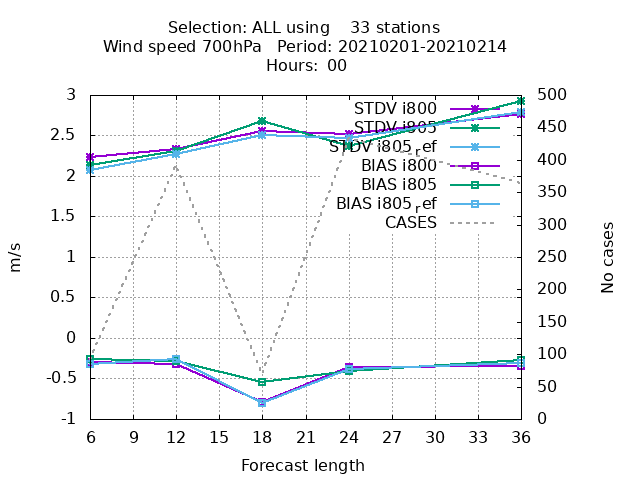 Selection: ALL using 33 stations
Wind speed 700hPa Period: 20210201-20210214
Hours: 00
3
2.5
2
1.5
1
0.5
0
-0.5
-1
m/s
500
450
400
350
300
250
200
150
100
50
0
No cases
STDV i800
STDV i805
STDV i805ref
BIAS i800
BIAS i805
BIAS i805ref
CASES
6 9 12 15 18 21 24 27 30 33 36
Forecast length